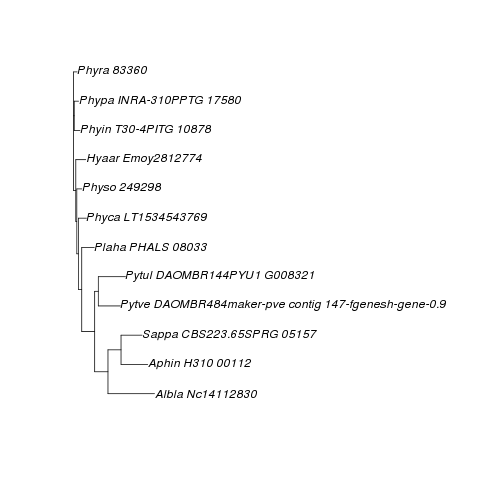 Phyra 83360
Phypa INRA-310PPTG 17580
Phyin T30-4PITG 10878
Hyaar Emoy2812774
Physo 249298
Phyca LT1534543769
Plaha PHALS 08033
Pytul DAOMBR144PYU1 G008321
Pytve DAOMBR484maker-pve contig 147-fgenesh-gene-0.9
Sappa CBS223.65SPRG 05157
Aphin H310 00112
Albla Nc14112830